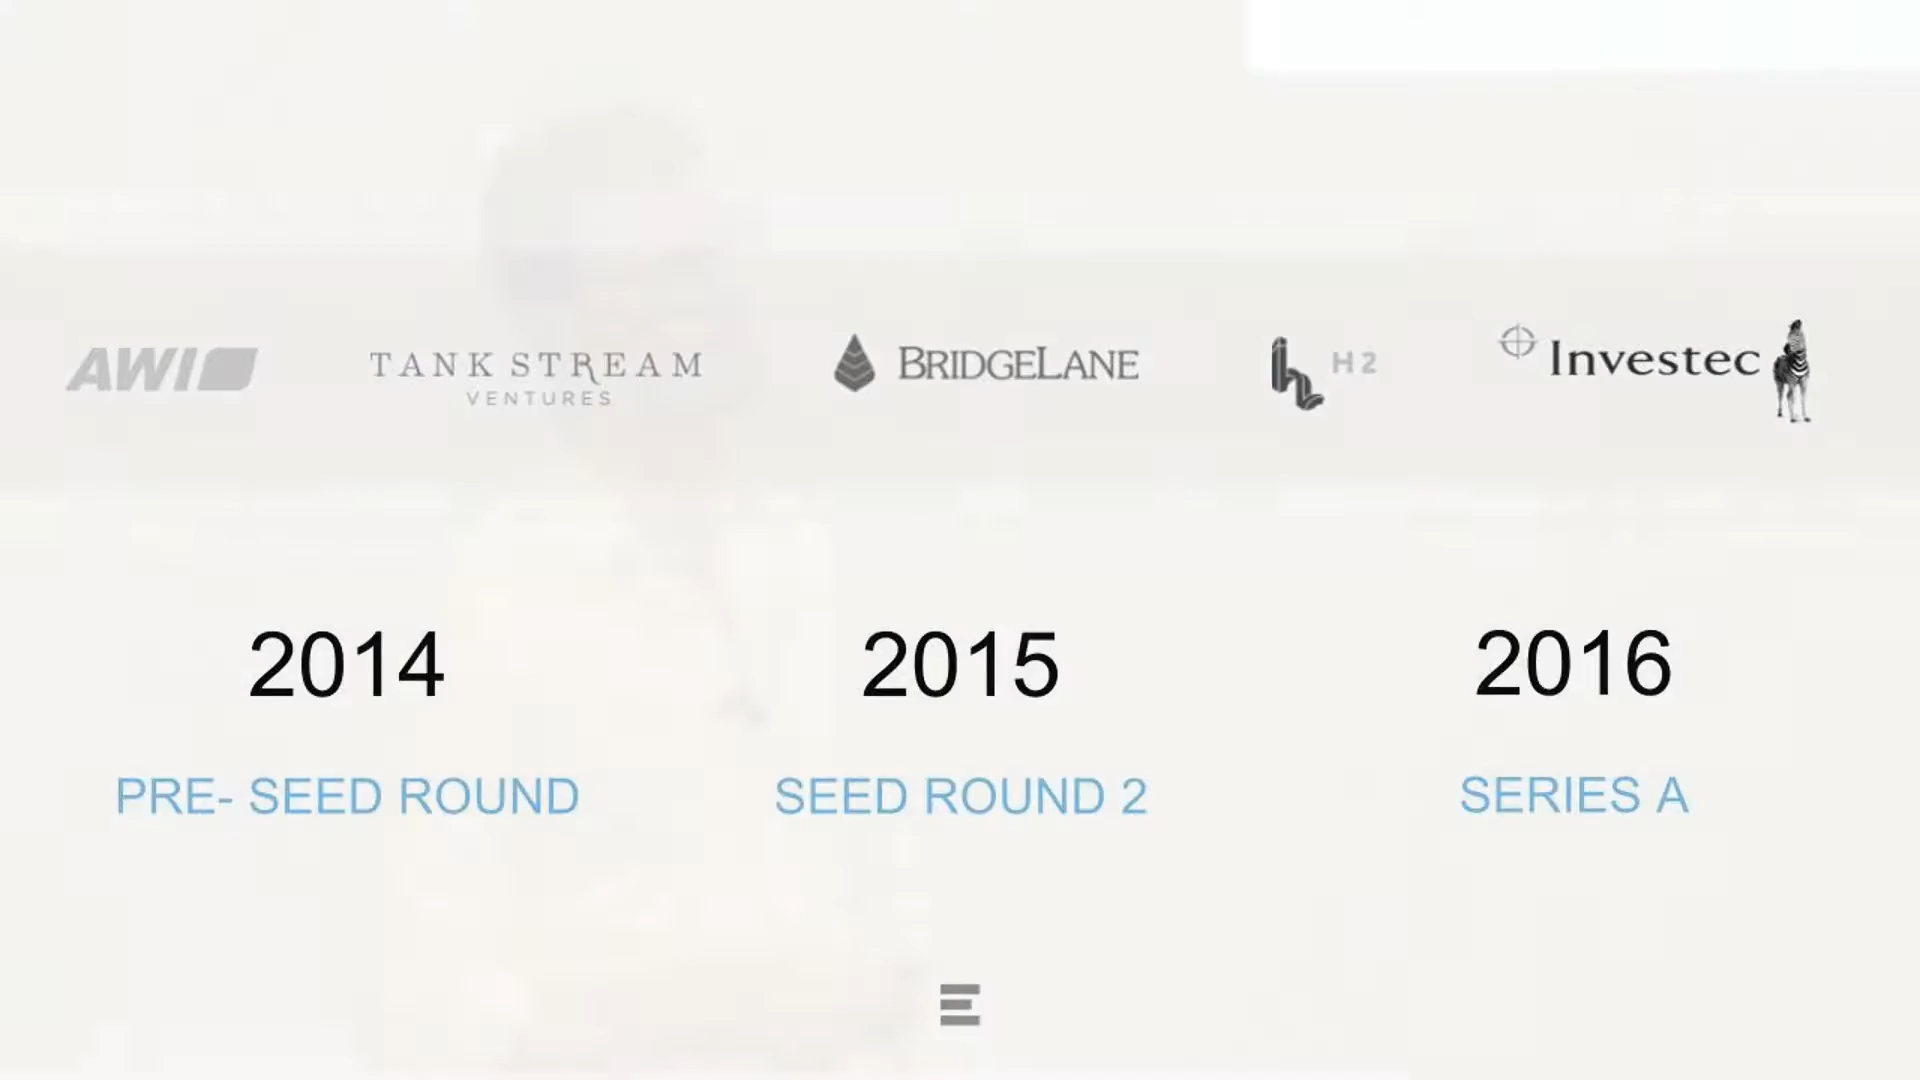 AWI
TANK STREAM
VENTURES
BRIDGELANE
H2
Investec
2014
2015
2016
PRE- SEED ROUND
SEED ROUND 2
SERIES A